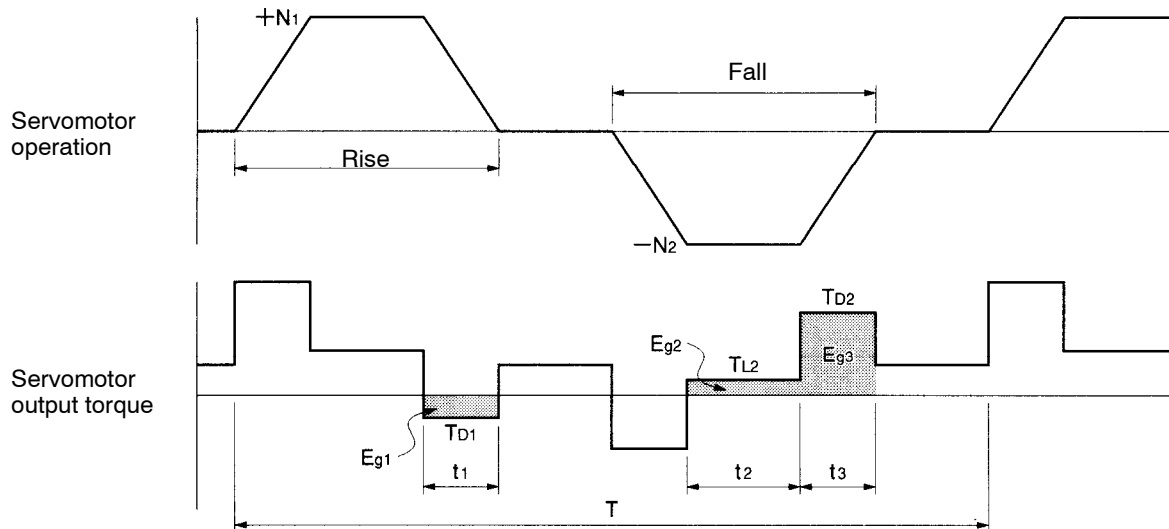 +N1
Fall
Servomotor
operation
Rise
−N2
TD2
Eg2
TL2
Eg3
Servomotor
output torque
TD1
Eg1
t1
t2
t3
T